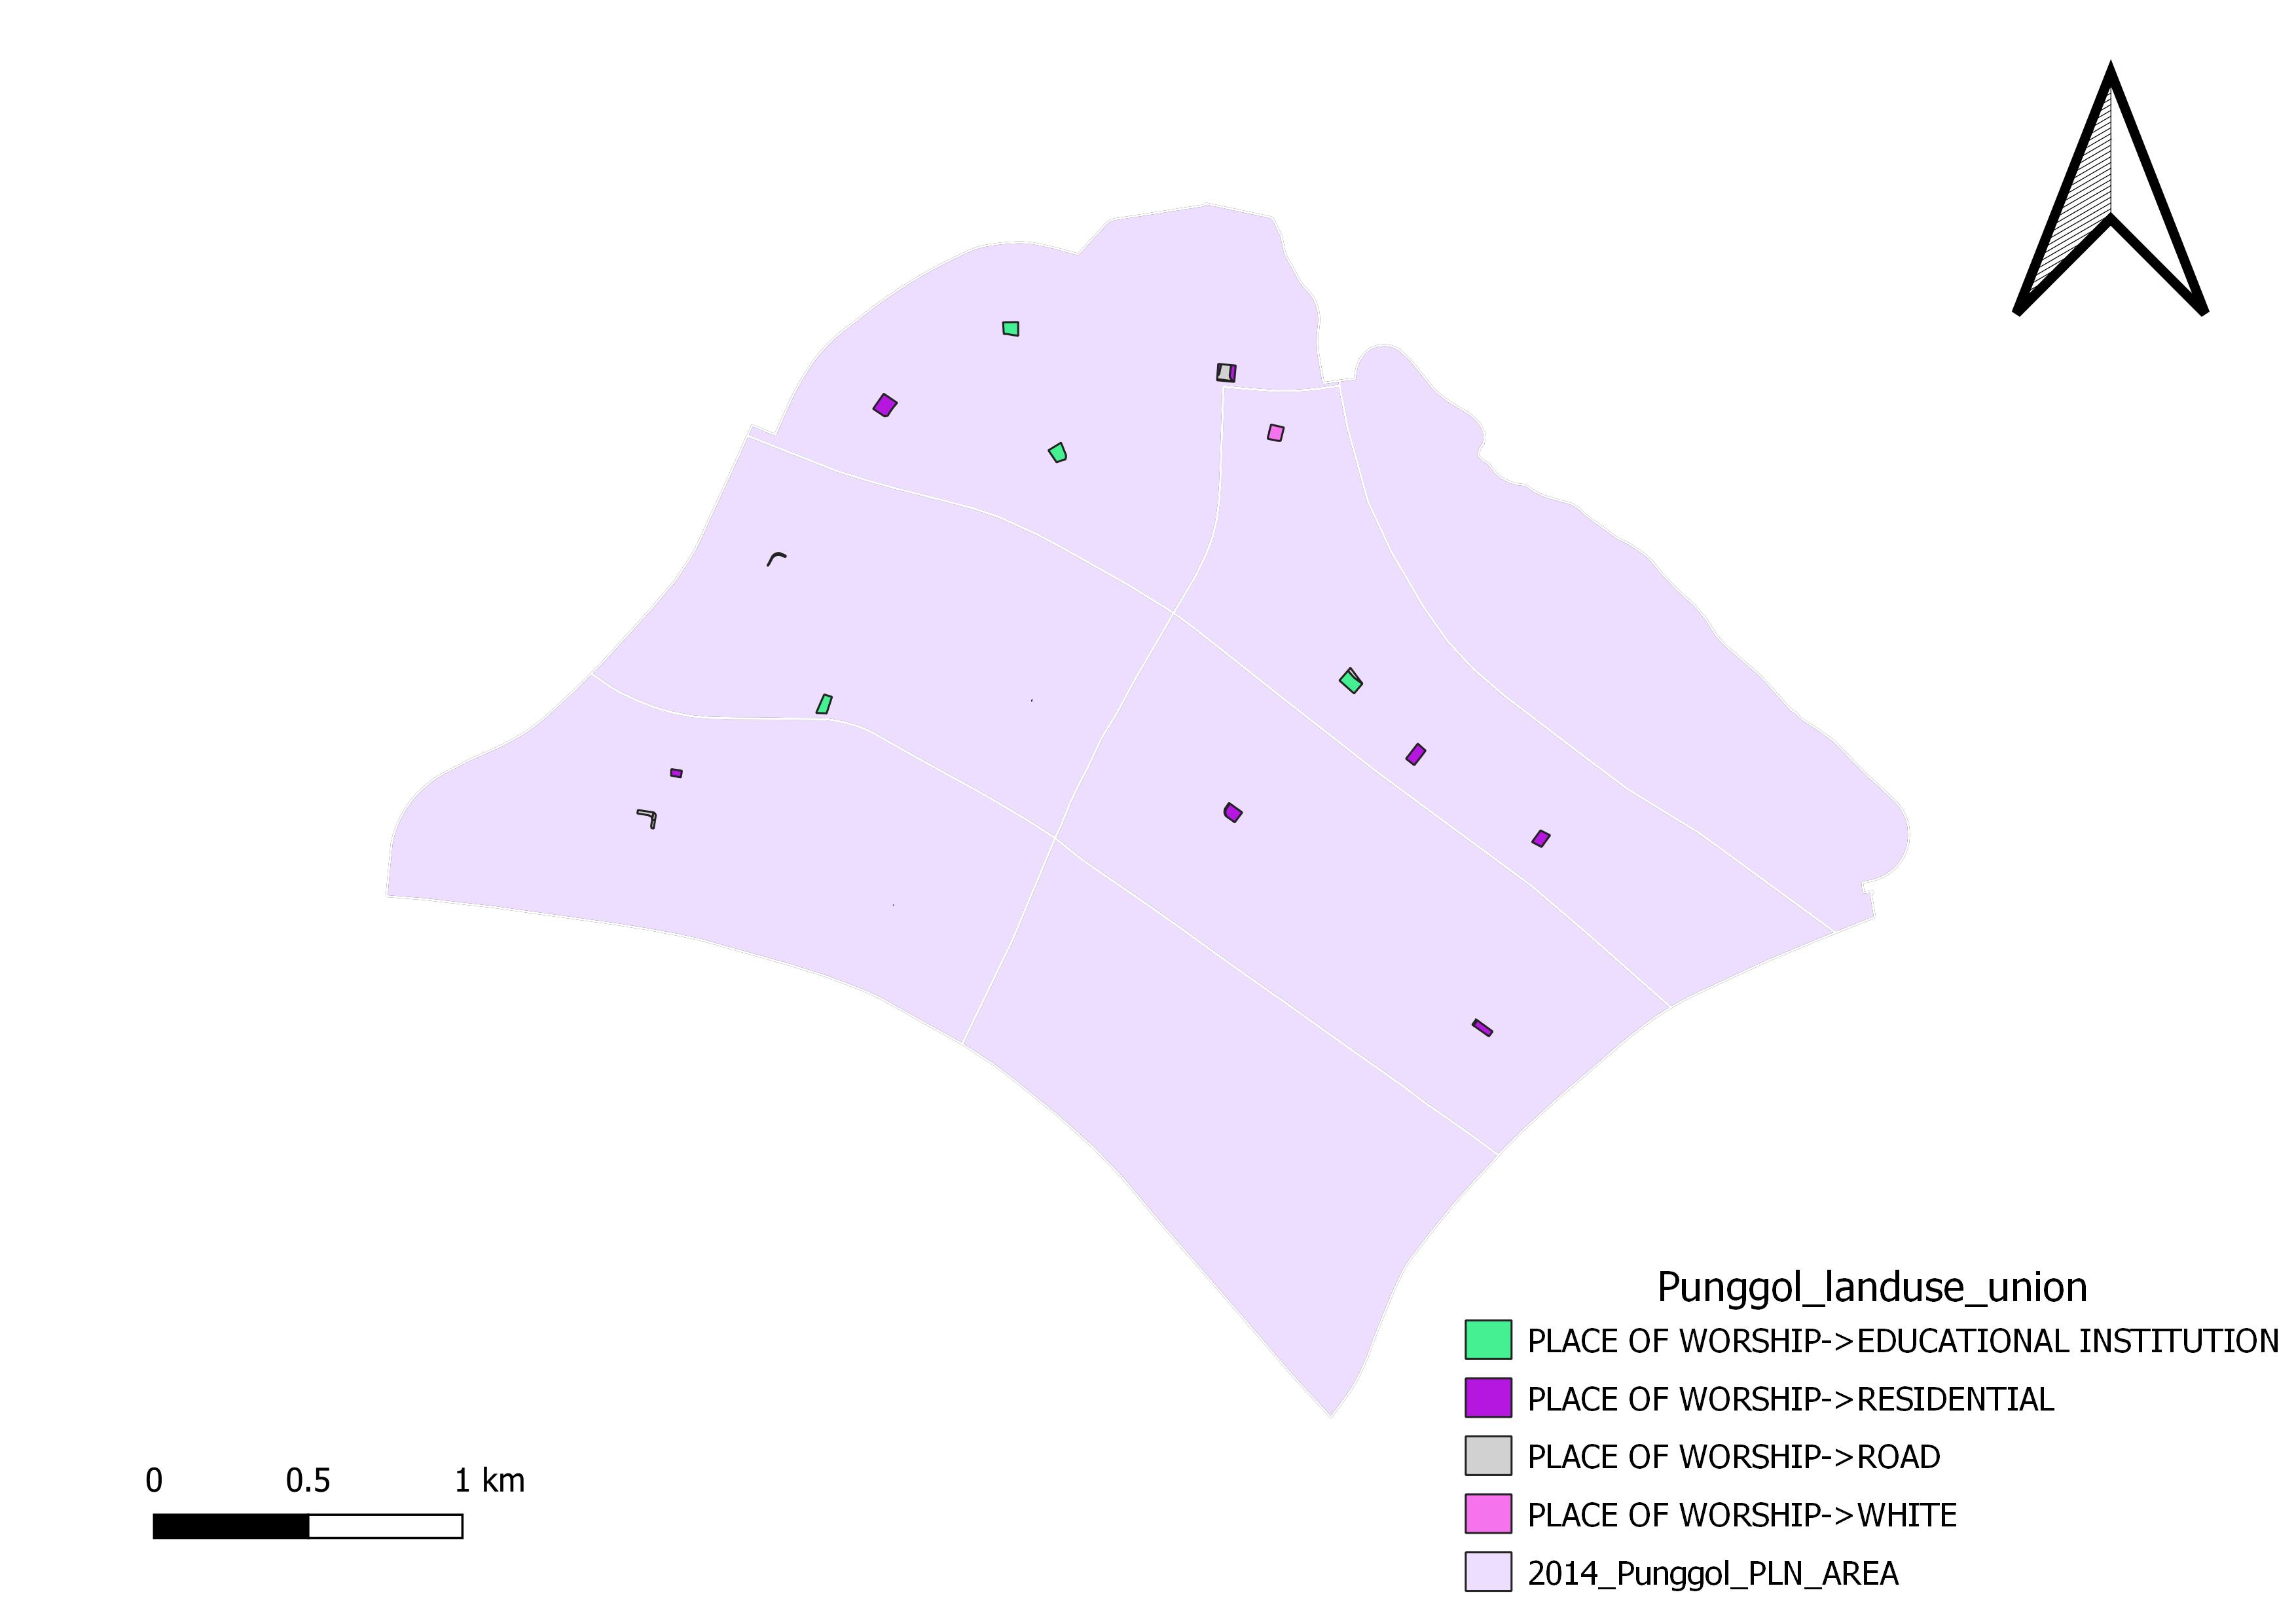 Punggol_landuse_union
PLACE OF WORSHIP->EDUCATIONAL INSTITUTION
PLACE OF WORSHIP->RESIDENTIAL
PLACE OF WORSHIP->ROAD
PLACE OF WORSHIP->WHITE
2014_Punggol_PLN_AREA
0 0.5 1 km